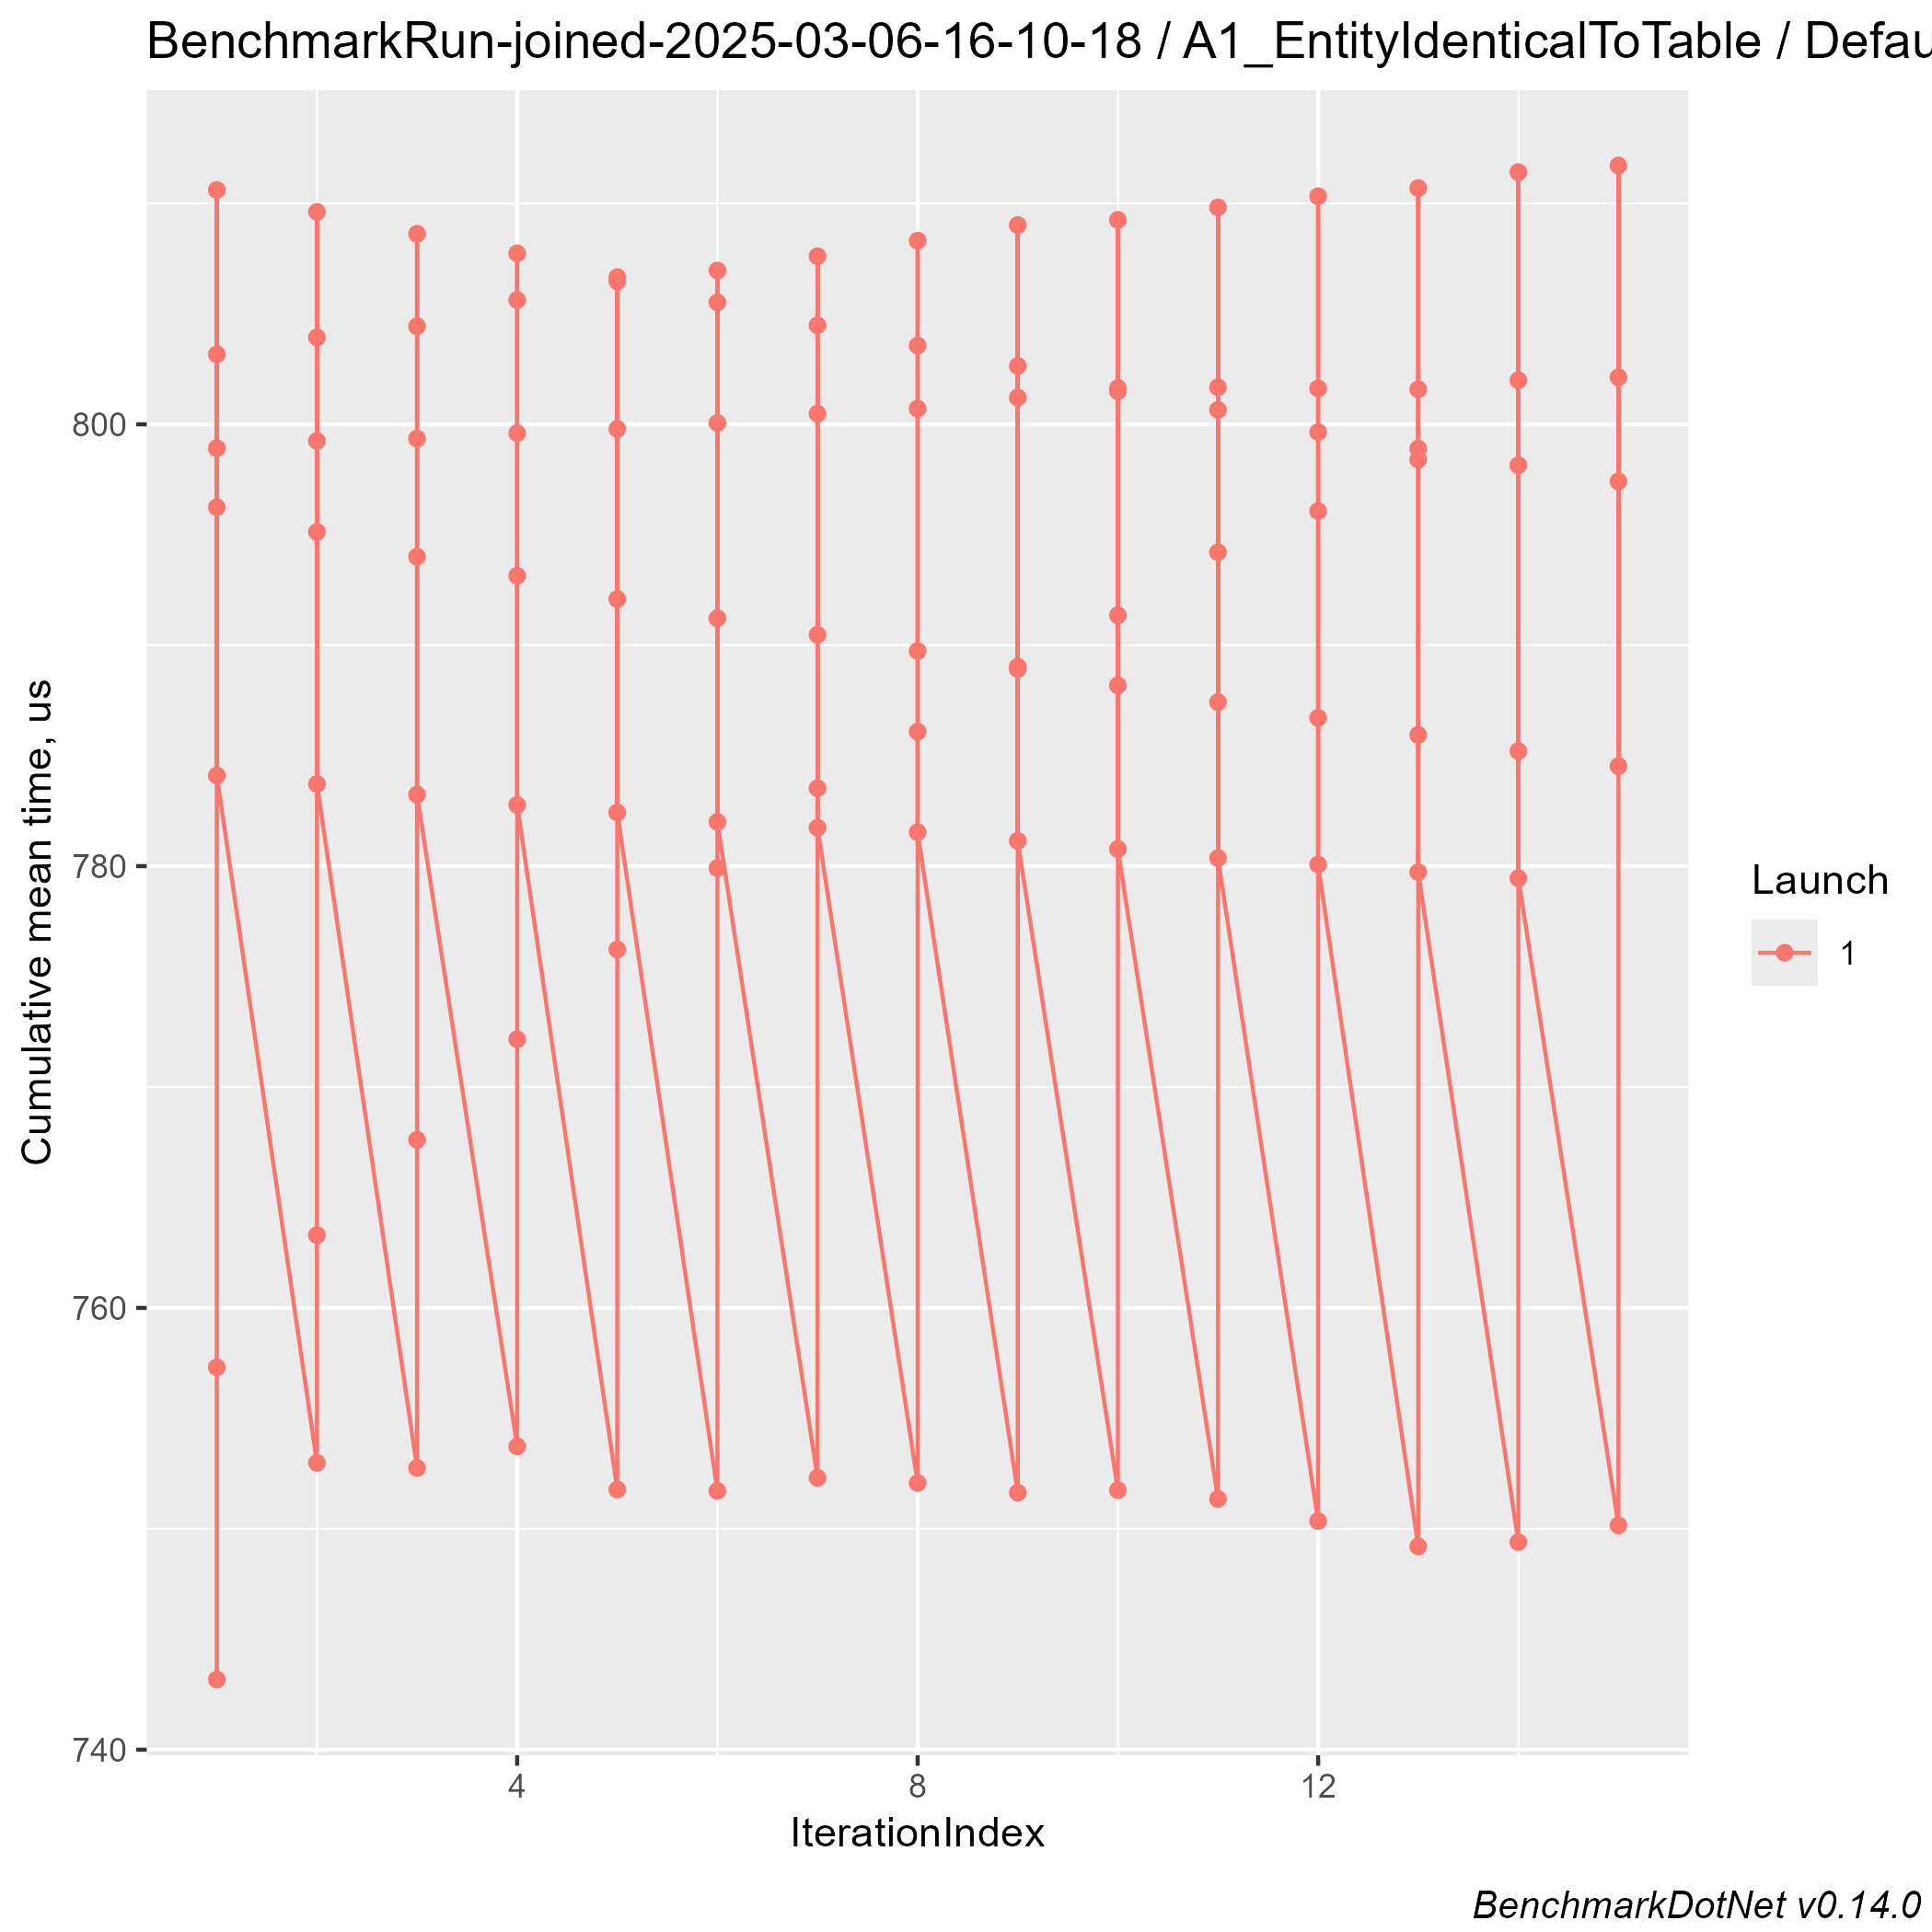 BenchmarkRun-joined-2025-03-06-16-10-18 / A1_EntityIdenticalToTable / Defau
Cumulative mean time, us
800
780
760
740
4
8
12
IterationIndex
Launch
1
BenchmarkDotNet v0.14.0